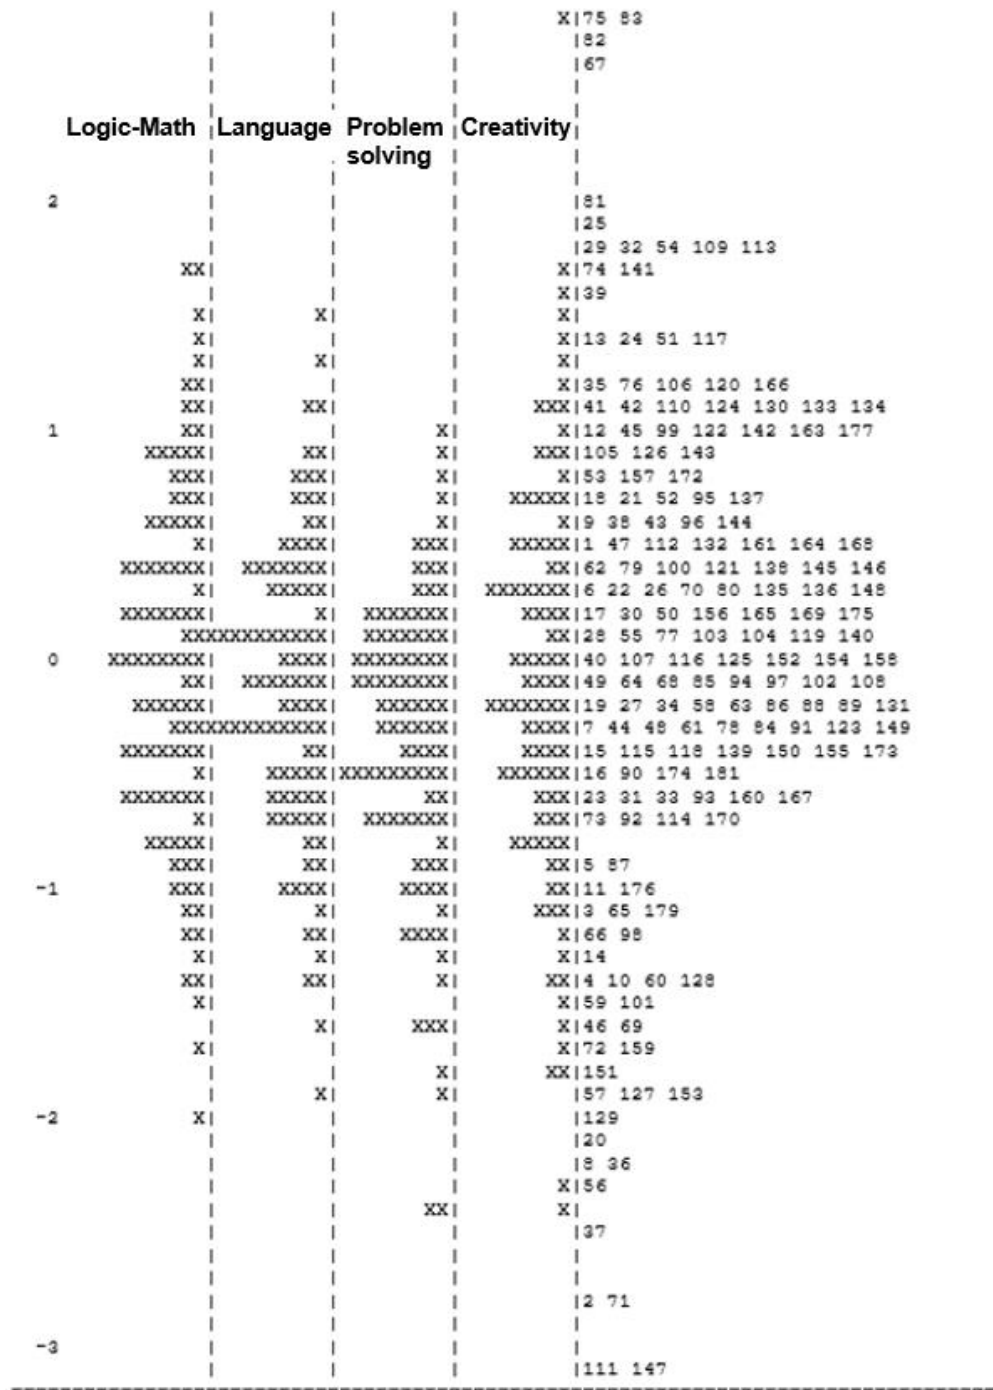 | | | X|75 83
| | | |82
| | | |67
| | | |
| | | |
Logic-Math | Language | Problem solving | Creativity |
| | | |
2 | | | |81
| | | |25
| | | |29 32 54 109 113
XX| | | X|74 141
| | | X|39
X| X| | X|
X| | | X|13 24 51 117
X| X| | X|
XX| | | X|35 76 106 120 166
XX| XX| | XXX|41 42 110 124 130 133 134
1 XX| | X| X|12 45 99 122 142 163 177
XXXXX| XX| X| XXX|105 126 143
XXX| XXX| X| X|53 157 172
XXX| XXX| X| XXXXX|18 21 52 95 137
XXXXX| XX| X| X|9 38 43 96 144
X| XXXX| XXX| XXXXX|1 47 112 132 161 164 168
XXXXXXX| XXXXXXX| XXX| XX|62 79 100 121 138 145 146
X| XXXXX| XXX| XXXXXXX|6 22 26 70 80 135 136 148
XXXXXXX| X| XXXXXXX| XXXX|17 30 50 156 165 169 175
XXXXXXXXXXXX| XXXXXXX| XX|28 55 77 103 104 119 140
0 XXXXXXXX| XXXX| XXXXXXXX| XXXXX|40 107 116 125 152 154 158
XX| XXXXXXX| XXXXXXXX| XXXX|49 64 68 85 94 97 102 108
XXXXXX| XXXX| XXXXXX| XXXXXXX|19 27 34 58 63 86 88 89 131
XXXXXXXXXXXXX| XXXXXX| XXXX|7 44 48 61 78 84 91 123 149
XXXXXXX| XX| XXXX| XXXX|15 115 118 139 150 155 173
X| XXXXX|XXXXXXXXX| XXXXXX|16 90 174 181
XXXXXXX| XXXXX| XX| XXX|23 31 33 93 160 167
X| XXXXX| XXXXXXX| XXX|73 92 114 170
XXXXX| XX| X| XXXXX|
XXX| XX| XXX| XX|5 87
-1 XXX| XXXX| XXXX| XX|11 176
XX| X| X| XXX|3 65 179
XX| XX| XXXX| X|66 98
X| X| X| X|14
XX| XX| X| XX|4 10 60 128
X| | | X|59 101
| X| XXX| X|46 69
X| | | X|72 159
| | X| XX|151
| X| X| |57 127 153
-2 X| | | |129
| | | |20
| | | |8 36
| | | X|56
| | XX| X|
| | | |37
| | | |
| | | |
| | | |2 71
| | | |
-3 | | | |
| | | |111 147